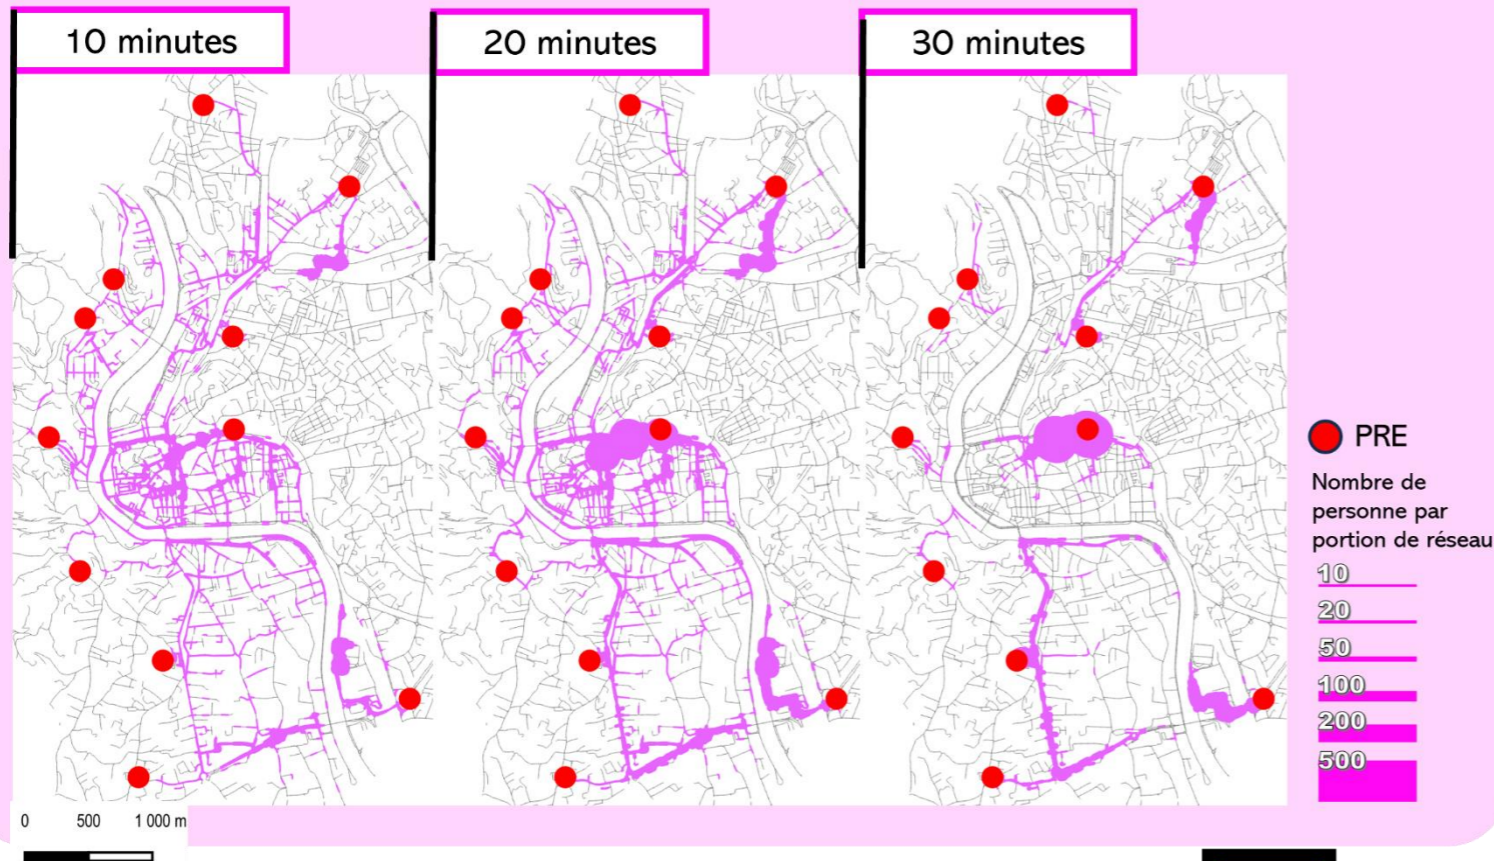 10 minutes
20 minutes
30 minutes
PRE
Nombre de
personne par
portion de réseau
10
20
50
100
200
500
0 500 1 000 m